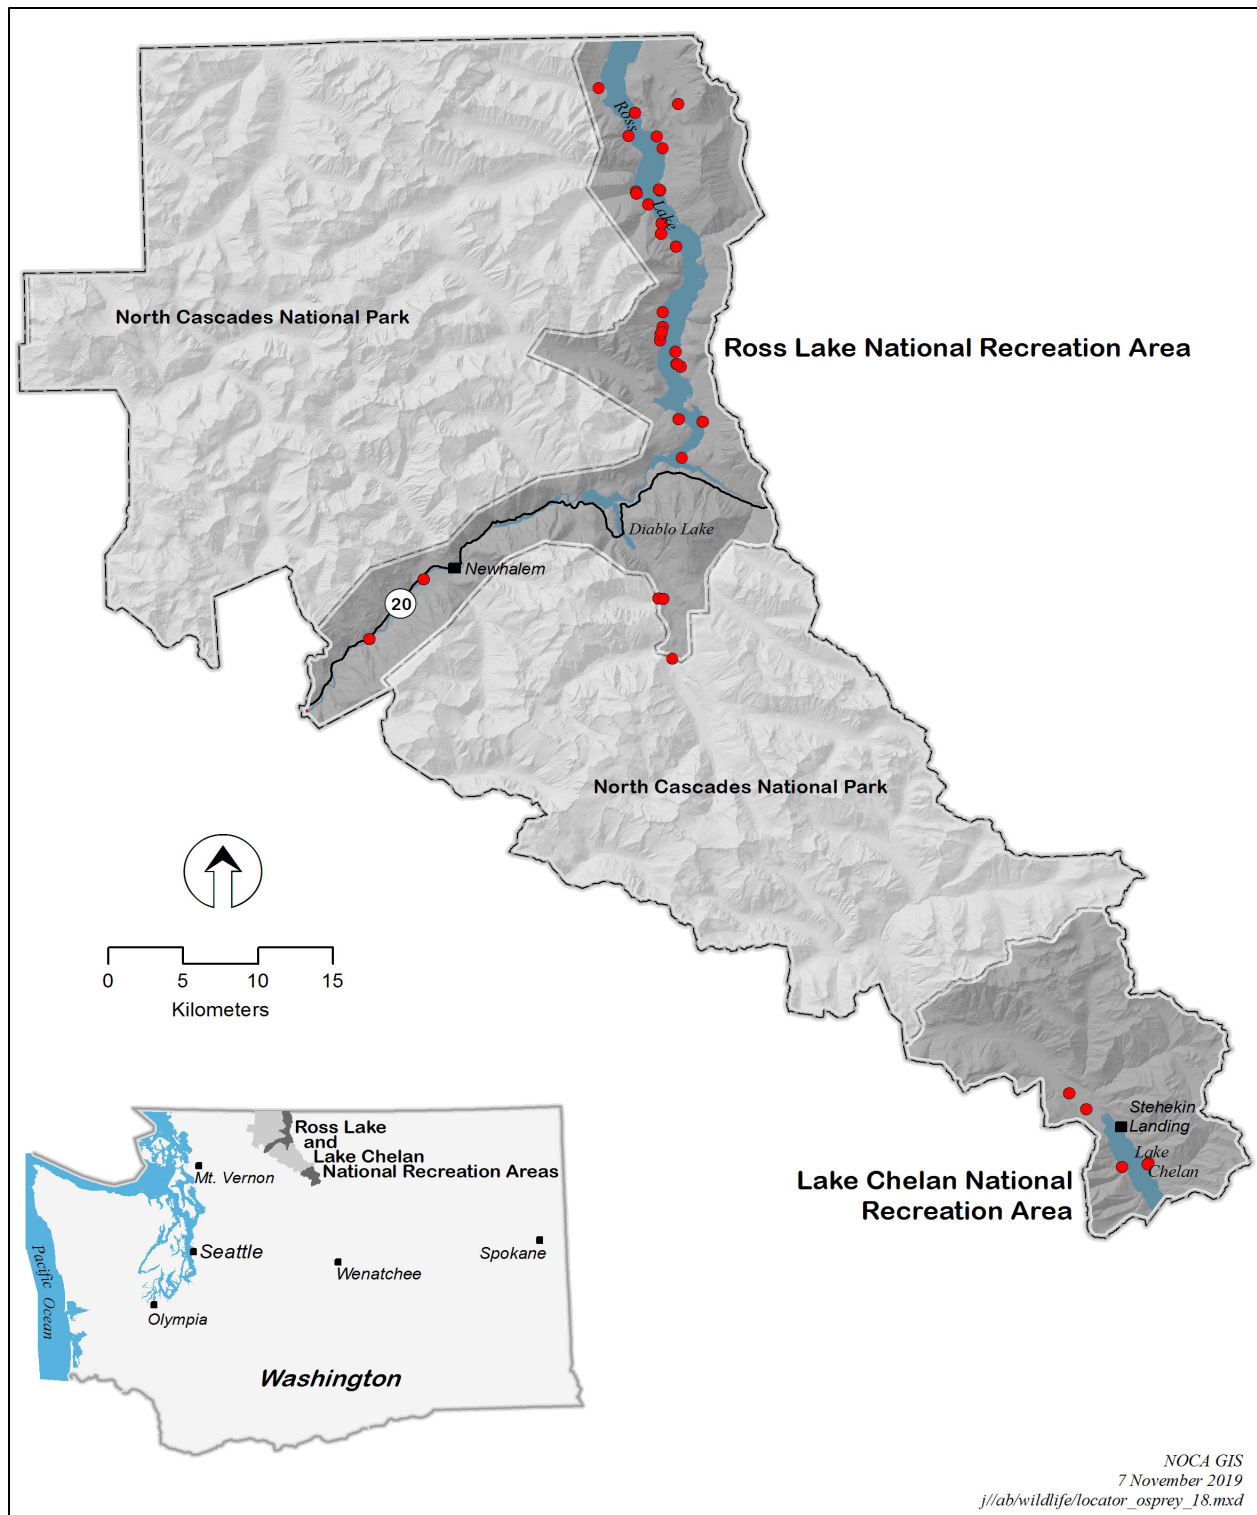 Ross
Lake
North Cascades National Park
Ross Lake National Recreation Area
Diablo Lake
Newhalem
20
North Cascades National Park
0 5 10 15
Kilometers
Stehekin
Landing
Lake
Chelan
Lake Chelan National
Recreation Area
Ross Lake
and
Lake Chelan
National Recreation Areas
Mt. Vernon
Seattle
Spokane
Wenatchee
Pacific Ocean
Olympia
Washington
NOCA GIS
7 November 2019
j//ab/wildlife/locator_osprey_18.mxd